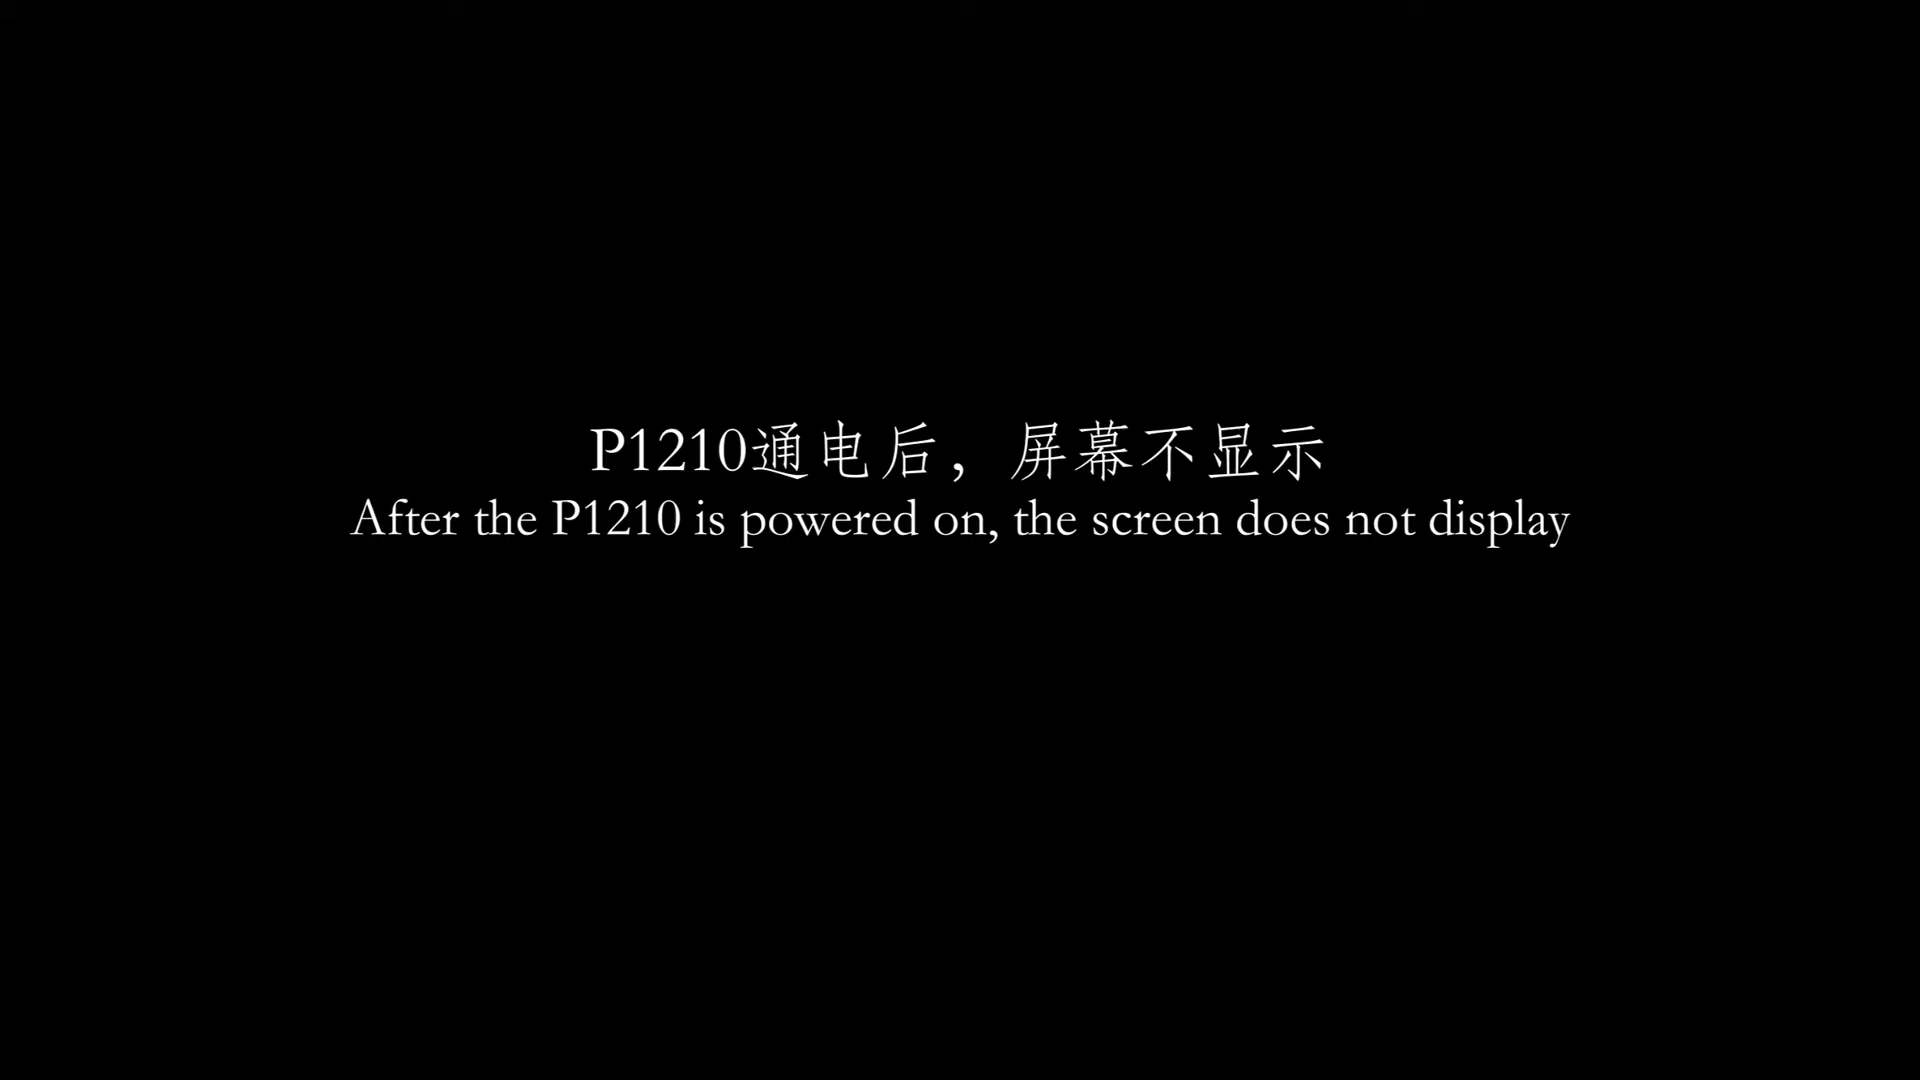 P1210通电后，屏幕不显示
After the P1210 is powered on, the screen does not display